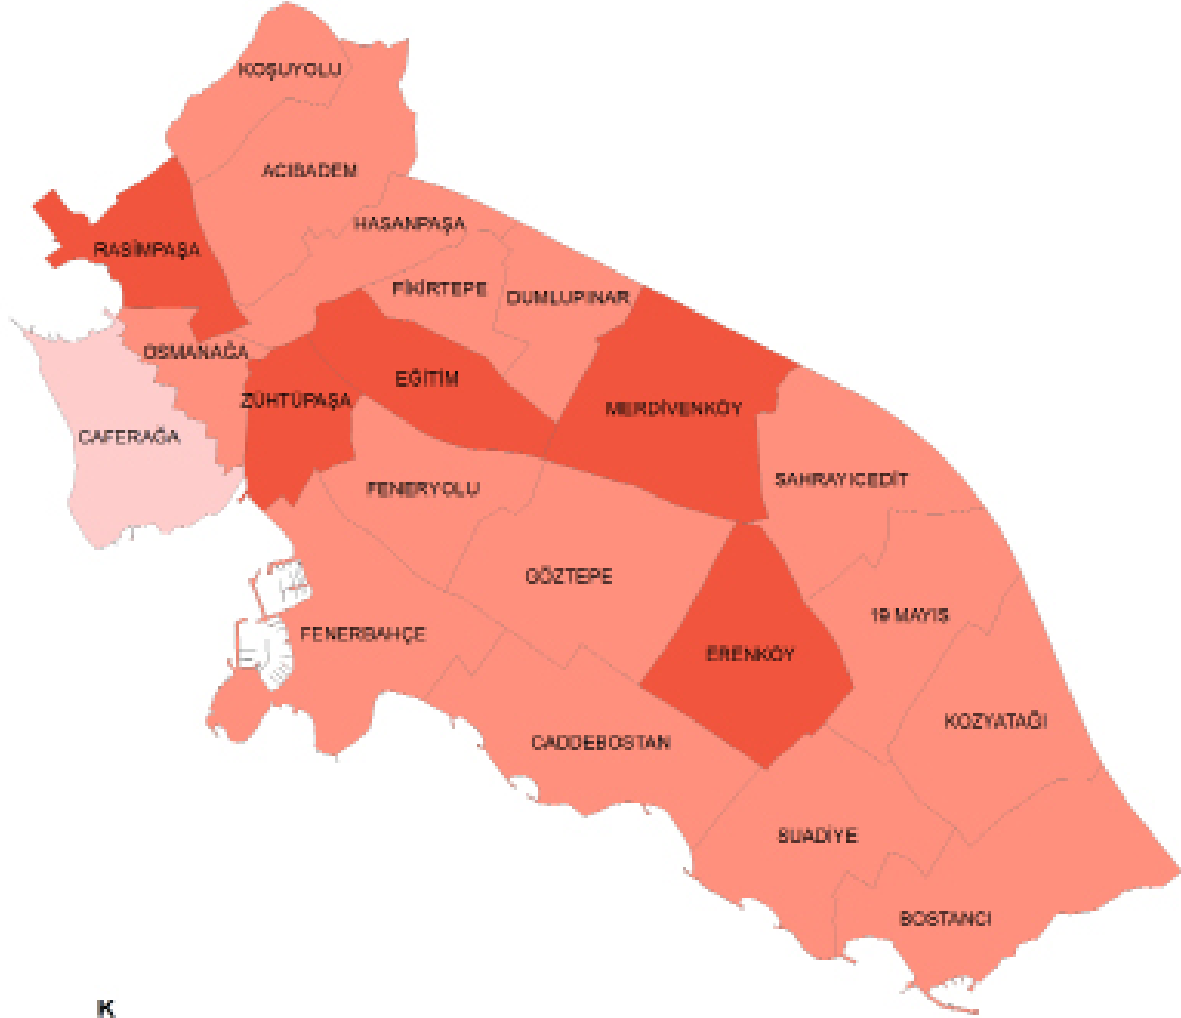 KOŞUYOLU
ACIBADEM
HASANPAŞA
RASİMPAŞA
FİKİRTEPE
DUMLUPINAR
OSMANAĞA
EĞİTİM
ZÜHTÜPAŞA
MERDİVENKÖY
CAFERAĞA
SAHRAYICEDİT
FENERYOLU
GÖZTEPE
19 MAYIS
FENERBAHÇE
ERENKÖY
KOZYATAĞI
CADDEBOSTAN
SUADİYE
BOSTANCI
K